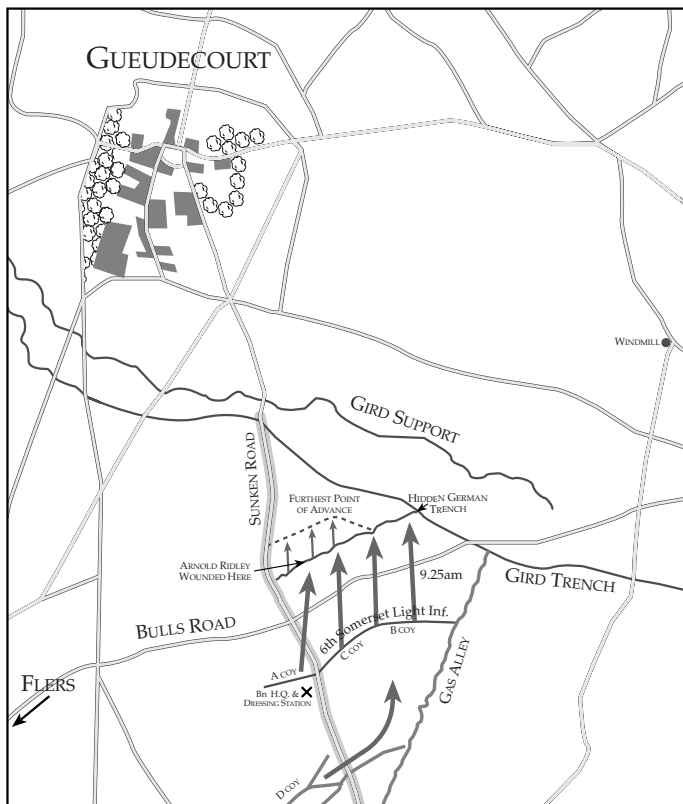 GUEUDECOURT
WINDMILL
GIRD SUPPORT
SUNKEN ROAD
FURTHEST POINT
OF ADVANCE
HIDDEN GERMAN
TRENCH
ARNOLD RIDLEY
WOUNDED HERE
9.25am
GIRD TRENCH
BULLS ROAD
6th Somerset Light Inf.
A COY
C COY
B COY
GAS ALLEY
FLERS
Bn H.Q. &
DRESSING STATION
D COY